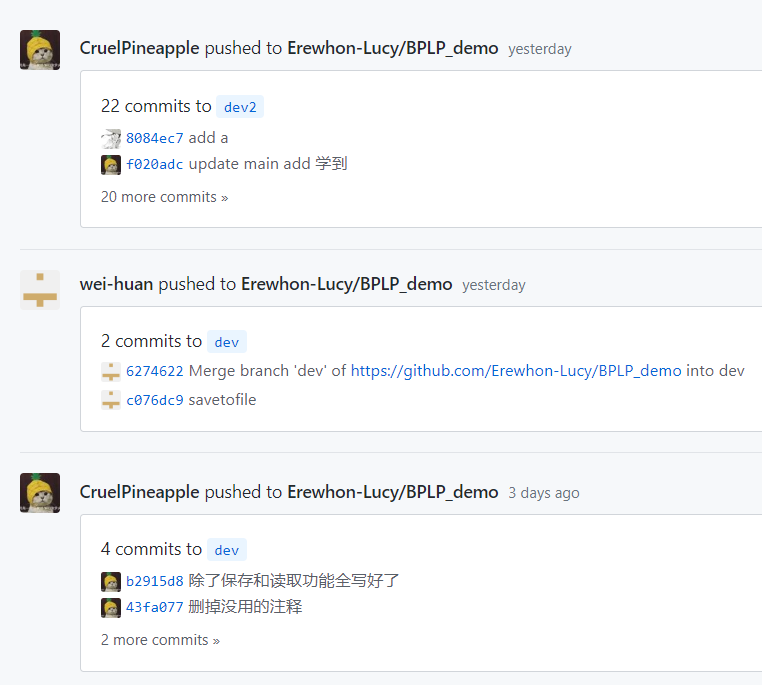 CruelPineapple pushed to Erewhon-Lucy/BPLP_demo yesterday
22 commits to dev2
8084ec7 add a
f020adc update main add 学到
20 more commits »
wei-huan pushed to Erewhon-Lucy/BPLP_demo yesterday
2 commits to dev
6274622 Merge branch 'dev' of https://github.com/Erewhon-Lucy/BPLP_demo into dev
c076dc9 savetofile
CruelPineapple pushed to Erewhon-Lucy/BPLP_demo 3 days ago
4 commits to dev
b2915d8 除了保存和读取功能全写好了
43fa077 删掉没用的注释
2 more commits »